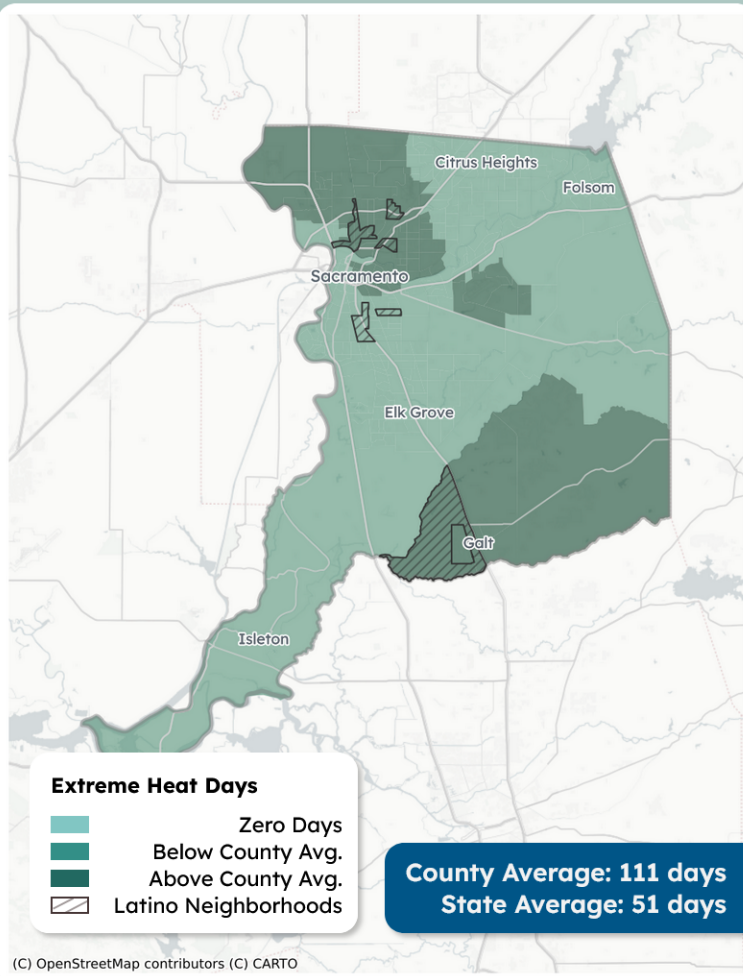 Citrus Heights
Folsom
Sacramento
Elk Grove
Galt
Isleton
Extreme Heat Days
Zero Days
Below County Avg.
Above County Avg.
Latino Neighborhoods
County Average: 111 days
State Average: 51 days
(C) OpenStreetMap contributors (C) CARTO